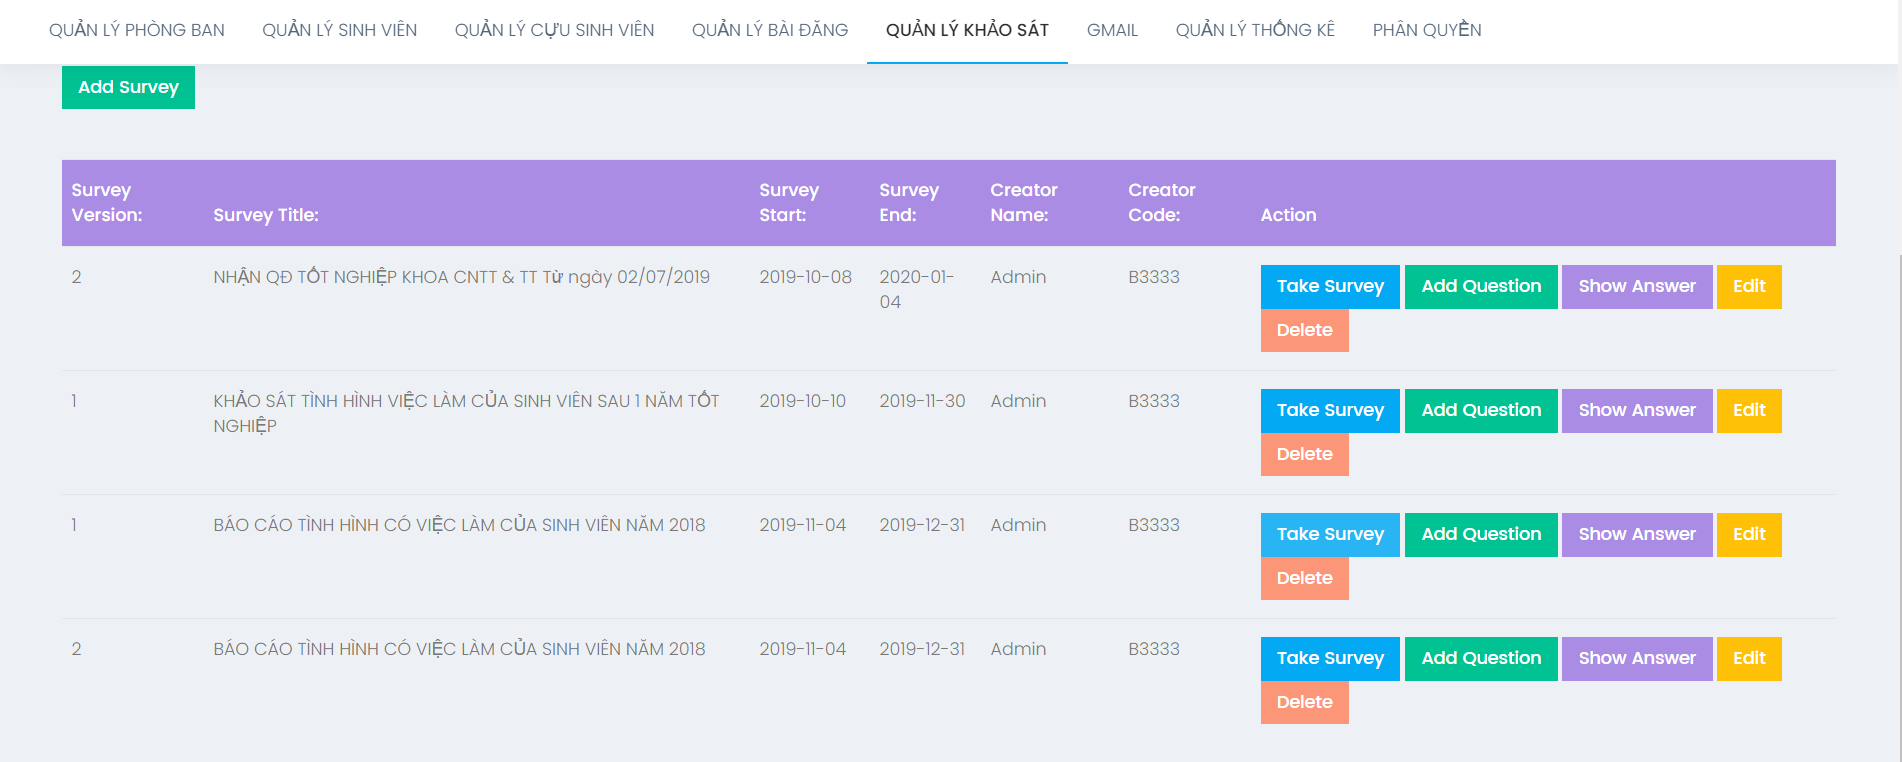 QUẢN LÝ PHÒNG BAN QUẢN LÝ SINH VIÊN QUẢN LÝ CỰU SINH VIÊN QUẢN LÝ BÀI ĐĂNG QUẢN LÝ KHẢO SÁT GMAIL QUẢN LÝ THỐNG KÊ PHÂN QUYỀN
Add Survey
Survey Version: Survey Title: Survey Start: Survey End: Creator Name: Creator Code: Action
2 NHẬN QĐ TỐT NGHIỆP KHOA CNTT & TT Từ ngày 02/07/2019 2019-10-08 2020-01-04 Admin B3333 Take Survey Add Question Show Answer Edit
Delete
1 KHẢO SÁT TÌNH HÌNH VIỆC LÀM CỦA SINH VIÊN SAU 1 NĂM TỐT NGHIỆP 2019-10-10 2019-11-30 Admin B3333 Take Survey Add Question Show Answer Edit
Delete
1 BÁO CÁO TÌNH HÌNH CÓ VIỆC LÀM CỦA SINH VIÊN NĂM 2018 2019-11-04 2019-12-31 Admin B3333 Take Survey Add Question Show Answer Edit
Delete
2 BÁO CÁO TÌNH HÌNH CÓ VIỆC LÀM CỦA SINH VIÊN NĂM 2018 2019-11-04 2019-12-31 Admin B3333 Take Survey Add Question Show Answer Edit
Delete